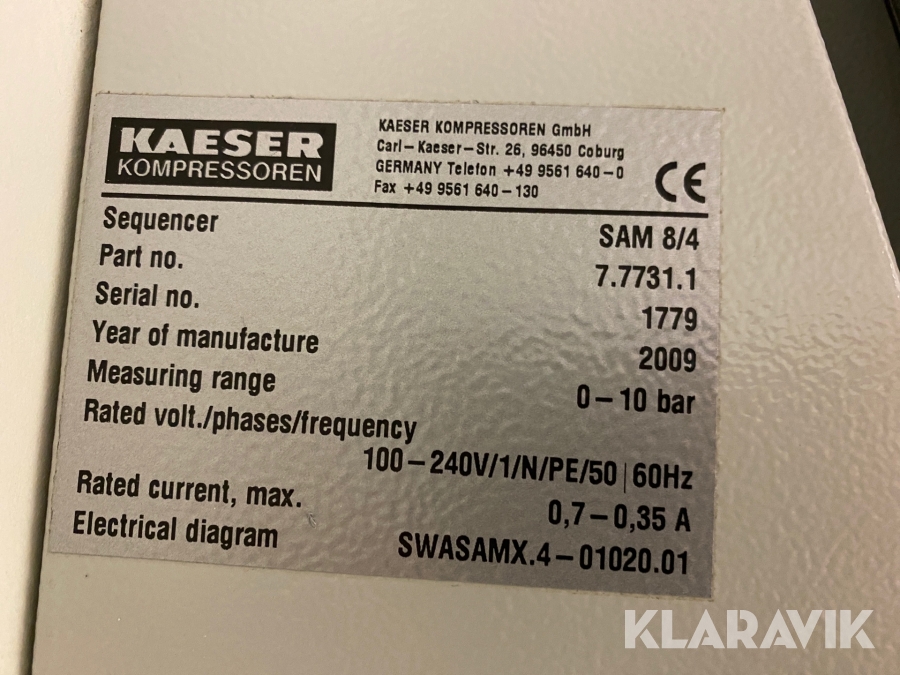 KAESER
KOMPRESSOREN
KAESER KOMPRESSOREN GmbH
Carl-Kaeser-Str. 26, 96450 Coburg
GERMANY Telefon +49 9561 640-0
Fax +49 9561 640-130
CE
Sequencer SAM 8/4
Part no. 7.7731.1
Serial no. 1779
Year of manufacture 2009
Measuring range 0-10 bar
Rated volt./phases/frequency
100-240V/1/N/PE/50|60Hz
Rated current, max. 0,7-0,35 A
Electrical diagram SWASAMX.4-01020.01
KLARAVIK